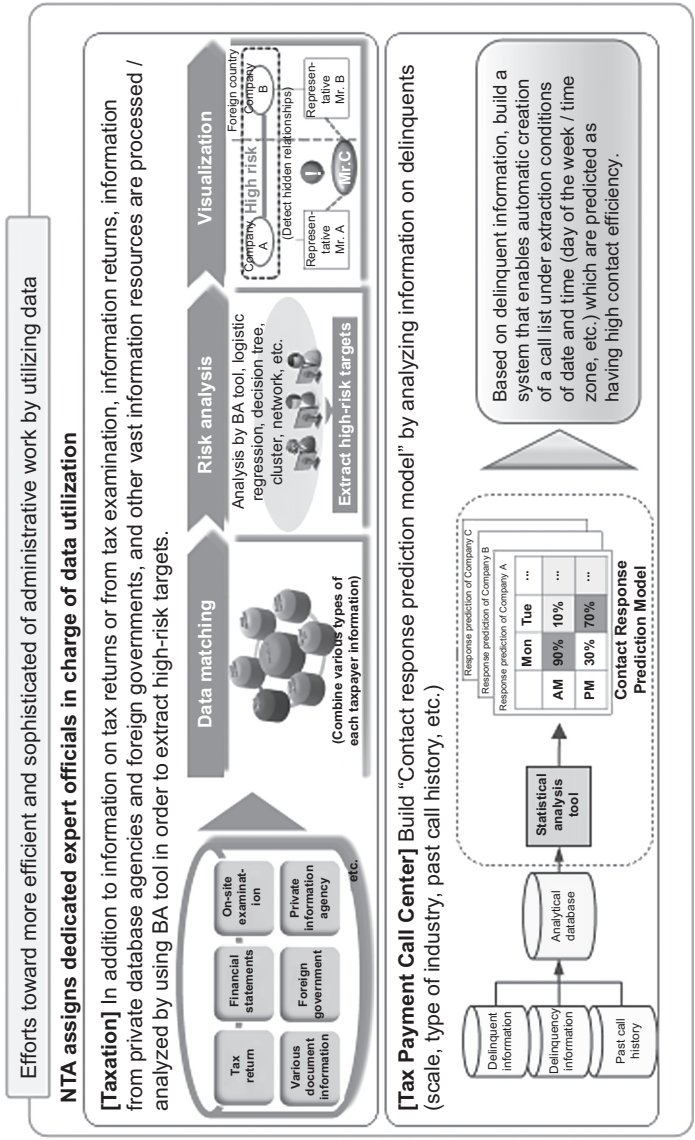 Efforts toward more efficient and sophisticated of administrative work by utilizing data
NTA assigns dedicated expert officials in charge of data utilization
[Taxation] In addition to information on tax returns or from tax examination, information returns, information
from private database agencies and foreign governments, and other vast information resources are processed /
analyzed by using BA tool in order to extract high-risk targets.
Tax
return
Financial
statements
On-site
examinat-
ion
Various
document
information
Foreign
government
Private
information
agency
etc.
Data matching
(Combine various types of
each taxpayer information)
Risk analysis
Analysis by BA tool, logistic
regression, decision tree,
cluster, network, etc.
Extract high-risk targets
Visualization
Foreign country
Company
A
High risk
Company
B
(Detect hidden relationships)
Represen-
tative
Mr. A
!
Mr.C
Represen-
tative
Mr. B
[Tax Payment Call Center] Build “Contact response prediction model” by analyzing information on delinquents
(scale, type of industry, past call history, etc.)
Delinquent
information
Delinquency
information
Past call
history
Analytical
database
Statistical
analysis
tool
Response prediction of Company C
Response prediction of Company B
Response prediction of Company A
Mon Tue ...
AM 90% 10% ...
PM 30% 70% ...
Contact Response
Prediction Model
Based on delinquent information, build a
system that enables automatic creation
of a call list under extraction conditions
of date and time (day of the week / time
zone, etc.) which are predicted as
having high contact efficiency.